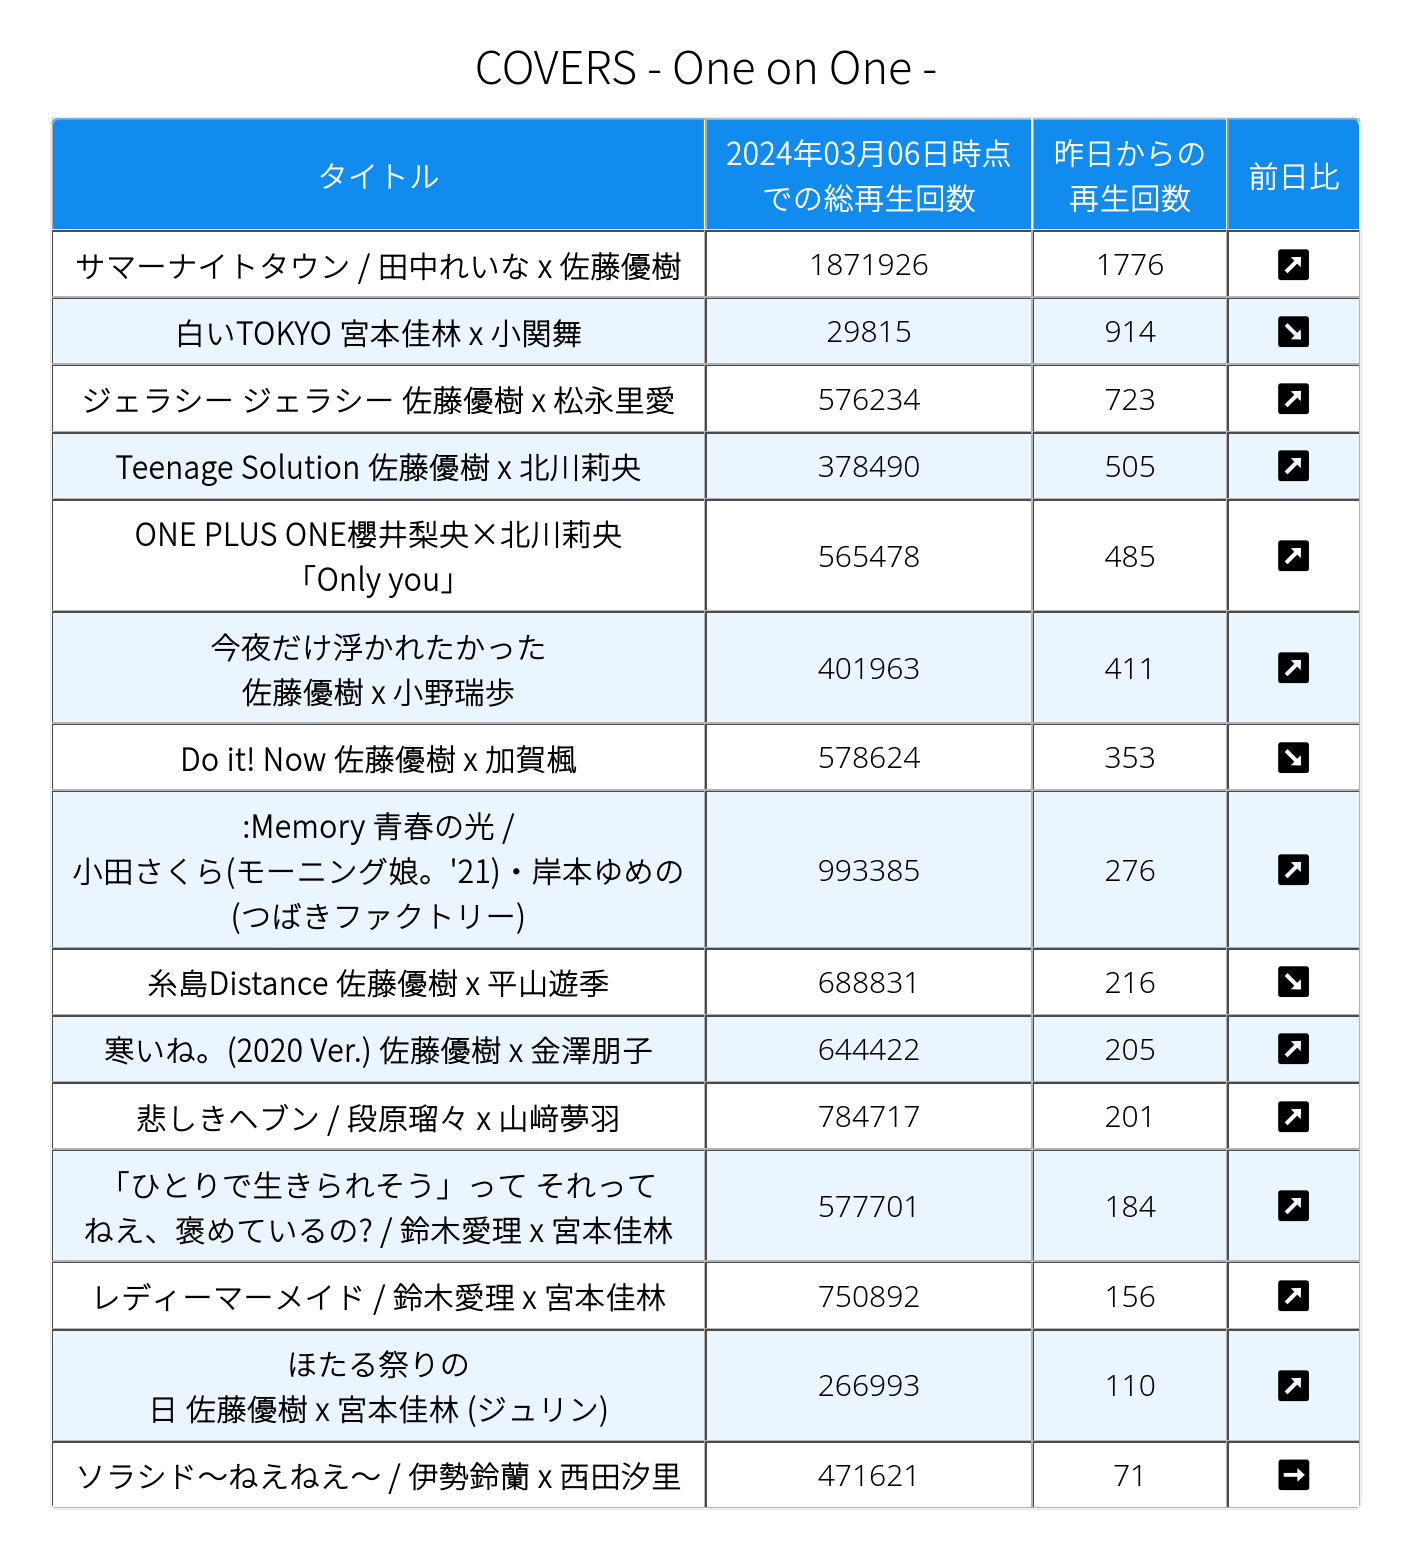 COVERS - One on One -
タイトル
2024年03月06日時点
での総再生回数
昨日からの
再生回数
前日比
サマーナイトタウン / 田中れいな x 佐藤優樹
1871926
1776
白いTOKYO 宮本佳林 x 小関舞
29815
914
ジェラシー ジェラシー 佐藤優樹 x 松永里愛
576234
723
Teenage Solution 佐藤優樹 x 北川莉央
378490
505
ONE PLUS ONE櫻井梨央×北川莉央
「Only you」
565478
485
今夜だけ浮かれたかった
佐藤優樹 x 小野瑞歩
401963
411
Do it! Now 佐藤優樹 x 加賀楓
578624
353
:Memory 青春の光 /
小田さくら(モーニング娘。'21)・岸本ゆめの
(つばきファクトリー)
993385
276
糸島Distance 佐藤優樹 x 平山遊季
688831
216
寒いね。(2020 Ver.) 佐藤優樹 x 金澤朋子
644422
205
悲しきヘブン / 段原瑠々 x 山﨑夢羽
784717
201
「ひとりで生きられそう」って それって
ねえ、褒めているの? / 鈴木愛理 x 宮本佳林
577701
184
レディーマーメイド / 鈴木愛理 x 宮本佳林
750892
156
ほたる祭りの
日 佐藤優樹 x 宮本佳林 (ジュリン)
266993
110
ソラシド～ねえねえ～ / 伊勢鈴蘭 x 西田汐里
471621
71